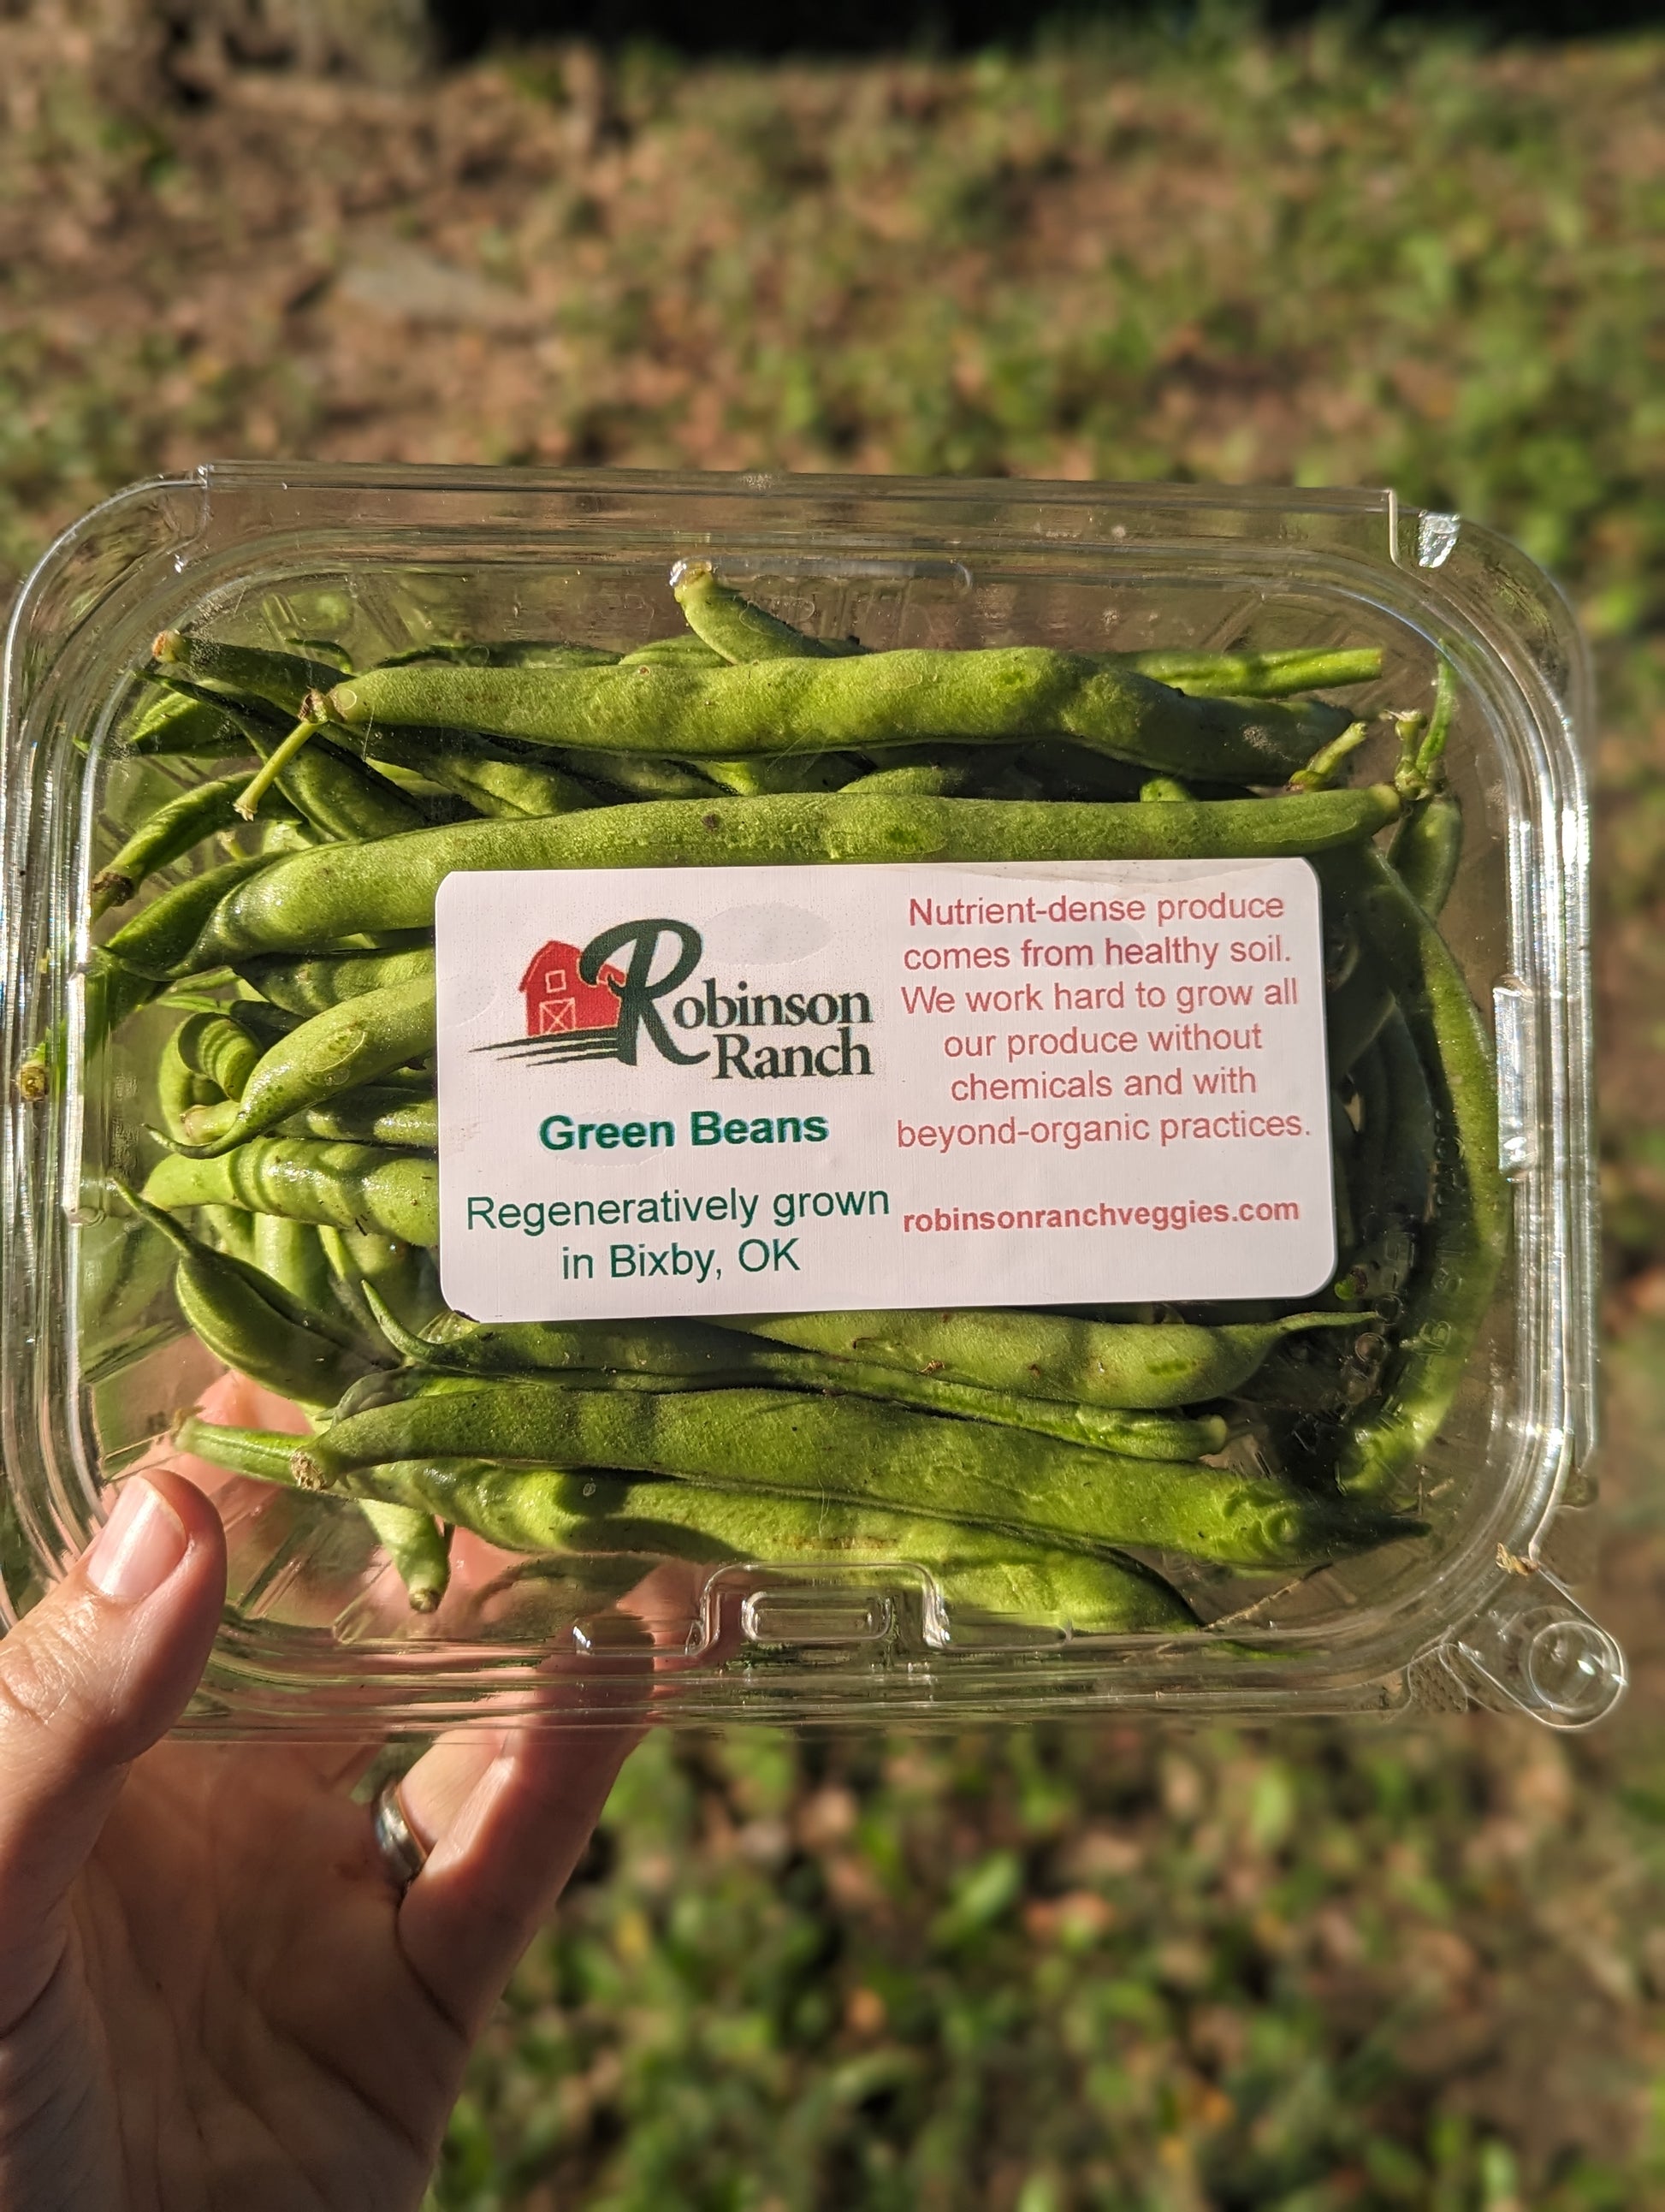 Robinson
Ranch
Green Beans
Regeneratively grown
in Bixby, OK
Nutrient-dense produce
comes from healthy soil.
We work hard to grow all
our produce without
chemicals and with
beyond-organic practices.
robinsonranchveggies.com